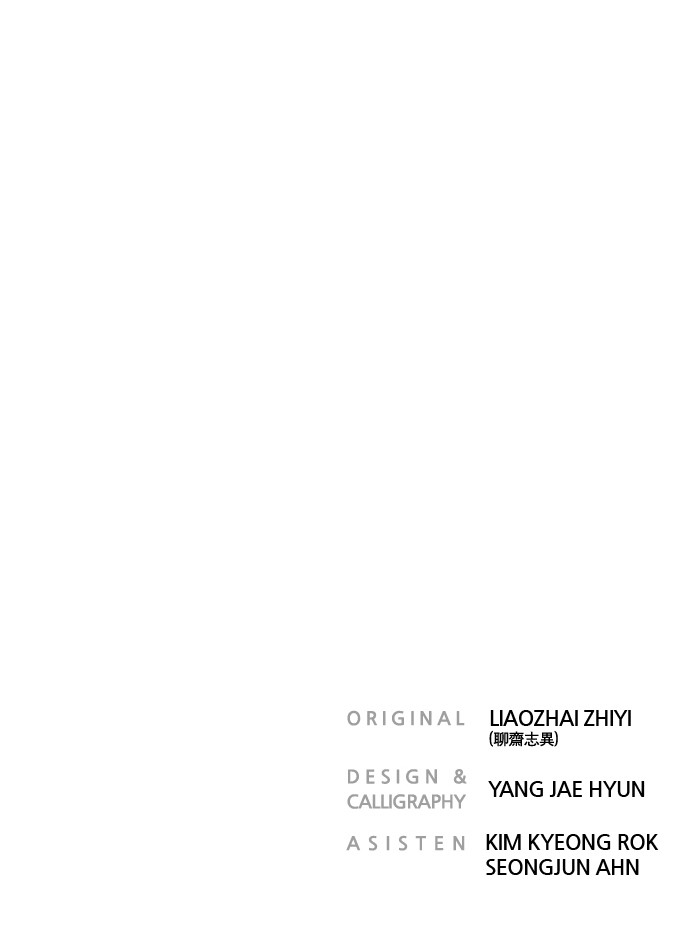 ORIGINAL LIAOZHAI ZHIYI
(聊齋志異)
DESIGN &
CALLIGRAPHY
YANG JAE HYUN
ASISTEN KIM KYEONG ROK
SEONGJUN AHN